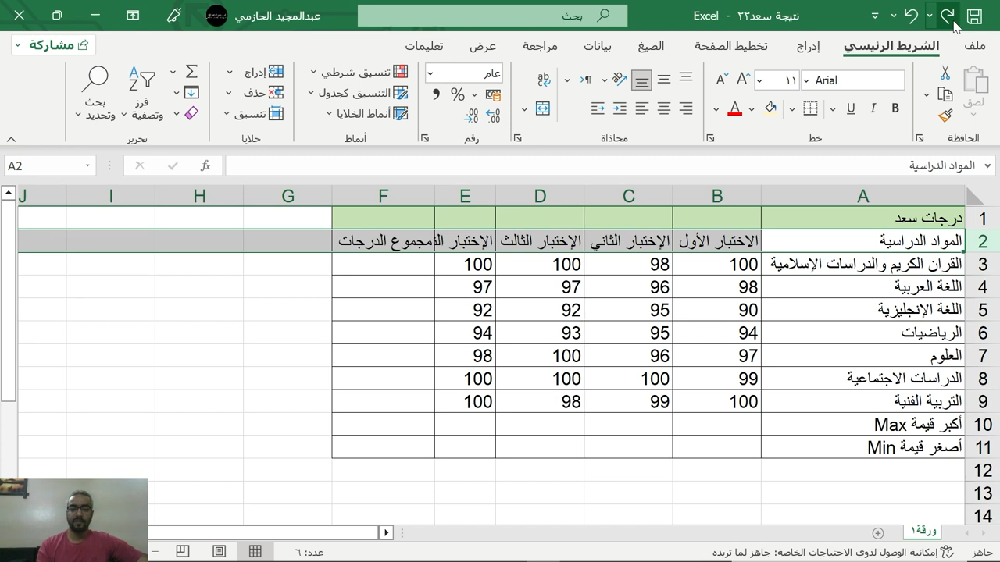 نتيجة سعد٢٢ - Excel
بحث
عبدالمجيد الحازمي
ملف الشريط الرئيسي إدراج تخطيط الصفحة الصيغ بيانات مراجعة عرض تعليمات
مشاركة
لصق
الحافظة
Arial ١١
B I U
خط
محاذاة
عام
رقم
تنسيق شرطي
التنسيق كجدول
أنماط الخلايا
أنماط
إدراج
حذف
تنسيق
خلايا
فرز وتصفية
بحث وتحديد
تحرير
A2
fx
المواد الدراسية
A B C D E F G H I J
1 درجات سعد
2 المواد الدراسية الاختبار الأول الإختبار الثاني الإختبار الثالث الإختبار مجموع الدرجات
3 القران الكريم والدراسات الإسلامية 100 98 100 100
4 اللغة العربية 98 96 97 97
5 اللغة الإنجليزية 90 95 92 92
6 الرياضيات 94 95 93 94
7 العلوم 97 96 100 98
8 الدراسات الاجتماعية 99 100 100 100
9 التربية الفنية 100 99 98 100
10 أكبر قيمة Max
11 أصغر قيمة Min
12
13
14
ورقة١
جاهز
إمكانية الوصول لذوي الاحتياجات الخاصة: جاهز لما تريده
عدد: ٦